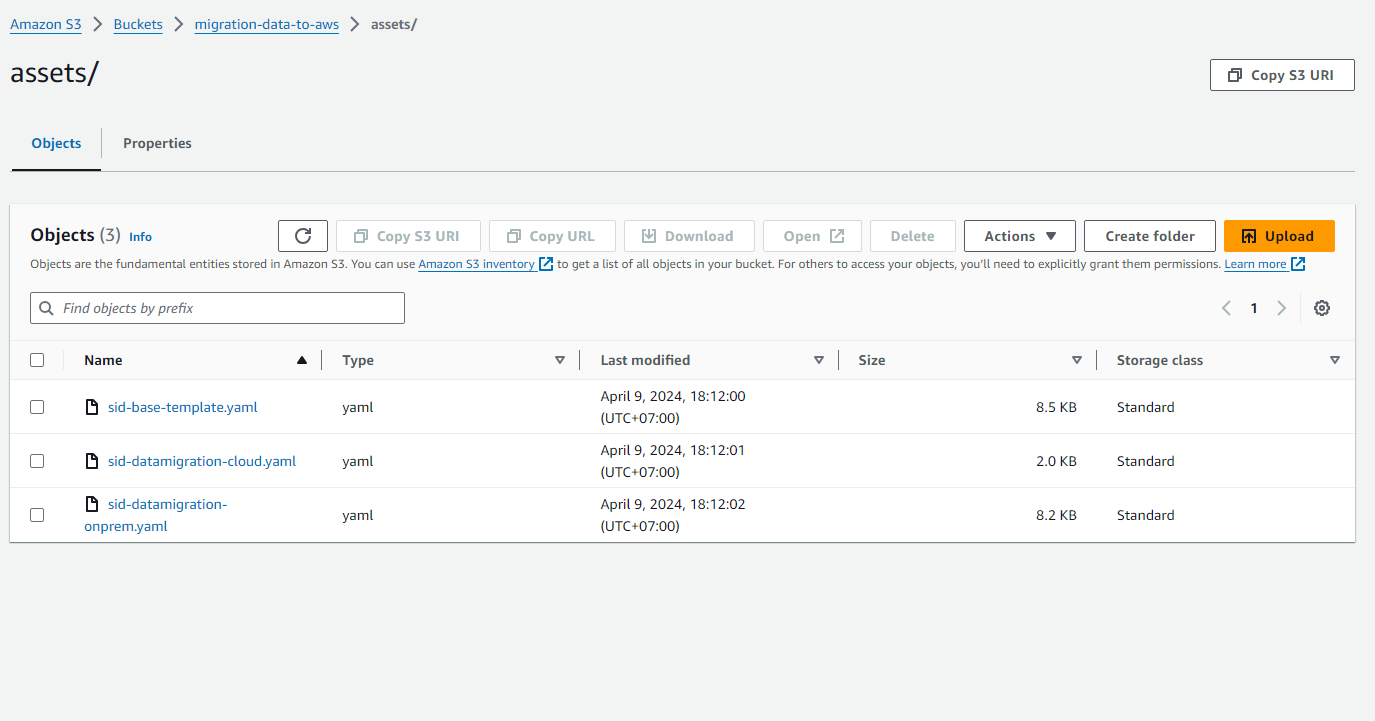 Amazon S3 > Buckets > migration-data-to-aws > assets/
assets/
Copy S3 URI
Objects
Properties
Objects (3) Info
Copy S3 URI
Copy URL
Download
Open
Delete
Actions
Create folder
Upload
Objects are the fundamental entities stored in Amazon S3. You can use Amazon S3 inventory to get a list of all objects in your bucket. For others to access your objects, you'll need to explicitly grant them permissions. Learn more
Find objects by prefix
1
Name Type Last modified Size Storage class
sid-base-template.yaml yaml April 9, 2024, 18:12:00 (UTC+07:00) 8.5 KB Standard
sid-datamigration-cloud.yaml yaml April 9, 2024, 18:12:01 (UTC+07:00) 2.0 KB Standard
sid-datamigration-onprem.yaml yaml April 9, 2024, 18:12:02 (UTC+07:00) 8.2 KB Standard